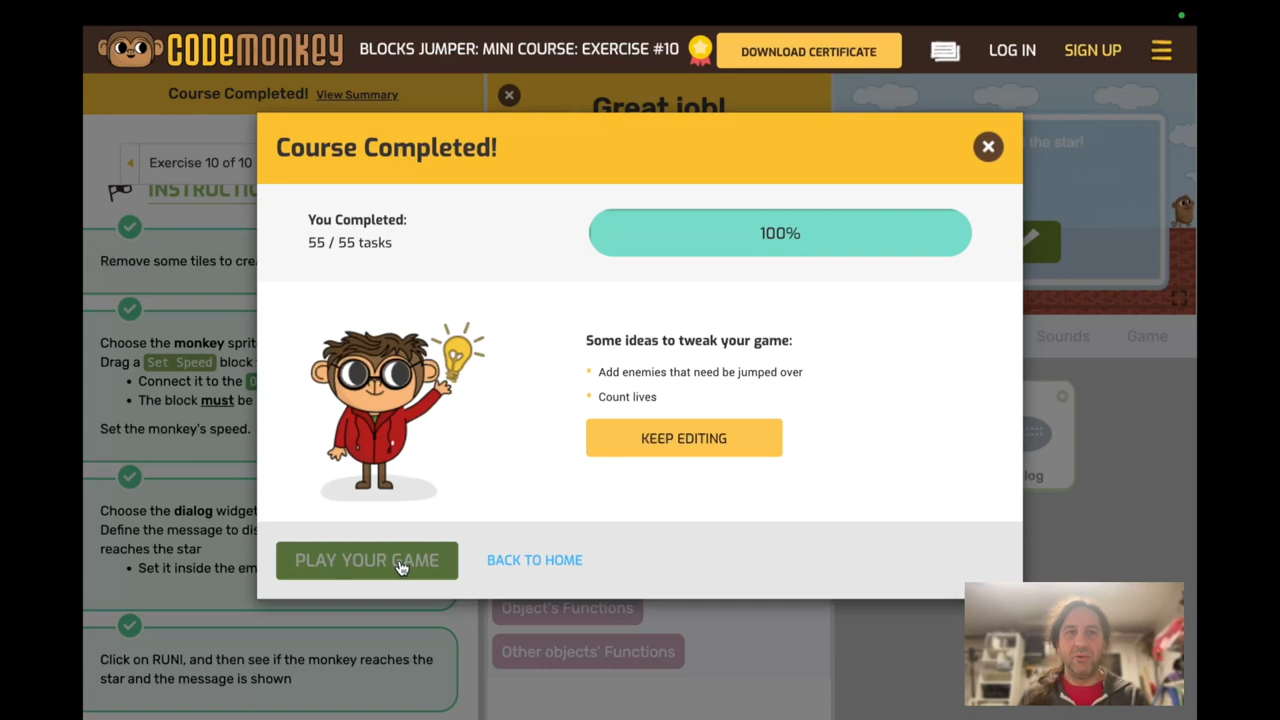 CODEMONKEY
BLOCKS JUMPER: MINI COURSE: EXERCISE #10
DOWNLOAD CERTIFICATE
LOG IN
SIGN UP
Course Completed! View Summary
Great job!
the start!
Exercise 10 of 10
Remove some tiles to
Choose the monkey
Drag a Set Speed block
• Connect it to the
• The block must be
Set the monkey's speed.
Choose the dialog
Define the message to
reaches the star
• Set it inside the
Click on RUN!, and then see if the monkey reaches the
star and the message is shown
Course Completed!
You Completed:
55 / 55 tasks
100%
Some ideas to tweak your game:
Add enemies that need be jumped over
Count lives
KEEP EDITING
PLAY YOUR GAME
BACK TO HOME
Object's Functions
Other objects' Functions
Sounds
Game